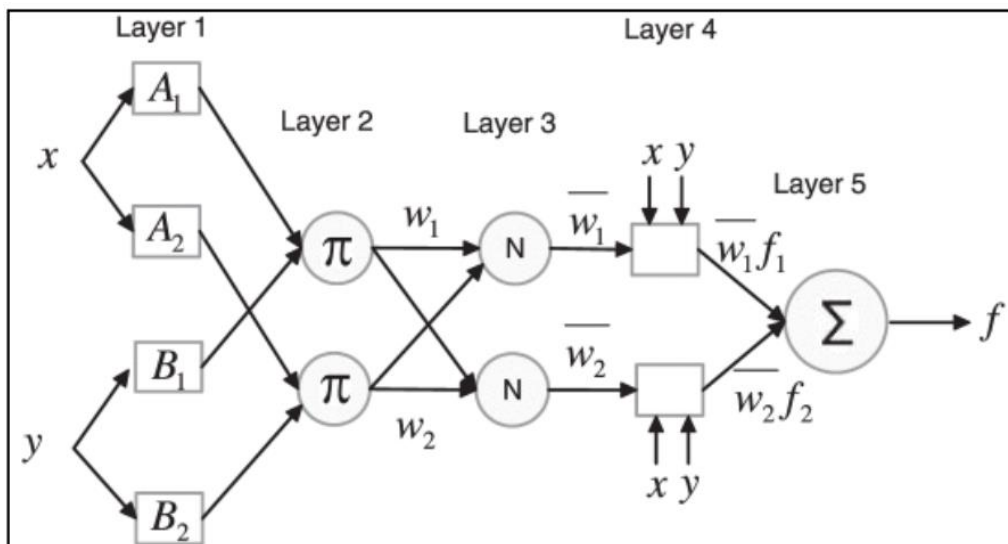 Layer 1
Layer 4
A₁
Layer 2
Layer 3
x
x y
Layer 5
A₂
w₁
w̅₁
w̅₁f₁
π
N
Σ
f
B₁
w̅₂
π
N
w̅₂f₂
w₂
y
x y
B₂